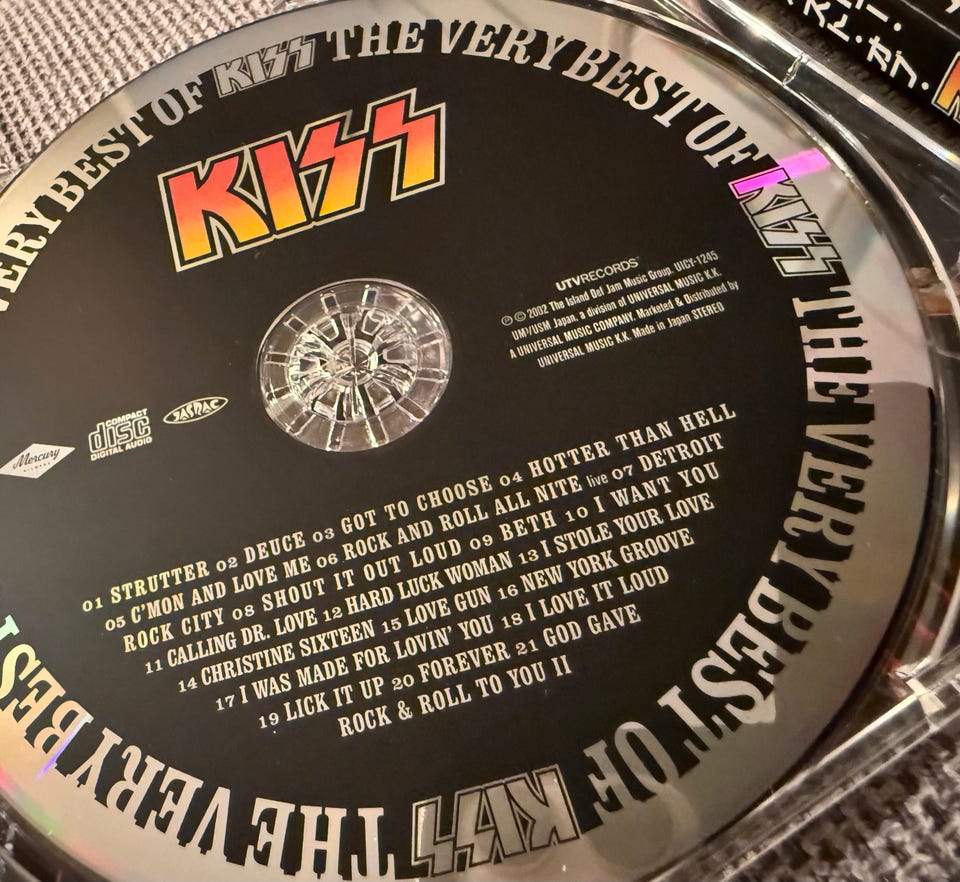 THE VERY BEST OF KISS THE VERY BEST OF KISS THE VERY BEST OF KISS THE VERY BEST
KISS
UTV RECORDS
℗ © 2002 The Island Def Jam Music Group. UICY-1245
UMP/USM Japan, a division of UNIVERSAL MUSIC K.K.
A UNIVERSAL MUSIC COMPANY. Marketed & Distributed by
UNIVERSAL MUSIC K.K. Made in Japan STEREO
Mercury
COMPACT
disc
DIGITAL AUDIO
JASRAC
01 STRUTTER 02 DEUCE 03 GOT TO CHOOSE 04 HOTTER THAN HELL
05 C'MON AND LOVE ME 06 ROCK AND ROLL ALL NITE live 07 DETROIT
ROCK CITY 08 SHOUT IT OUT LOUD 09 BETH 10 I WANT YOU
11 CALLING DR. LOVE 12 HARD LUCK WOMAN 13 I STOLE YOUR LOVE
14 CHRISTINE SIXTEEN 15 LOVE GUN 16 NEW YORK GROOVE
17 I WAS MADE FOR LOVIN' YOU 18 I LOVE IT LOUD
19 LICK IT UP 20 FOREVER 21 GOD GAVE
ROCK & ROLL TO YOU II